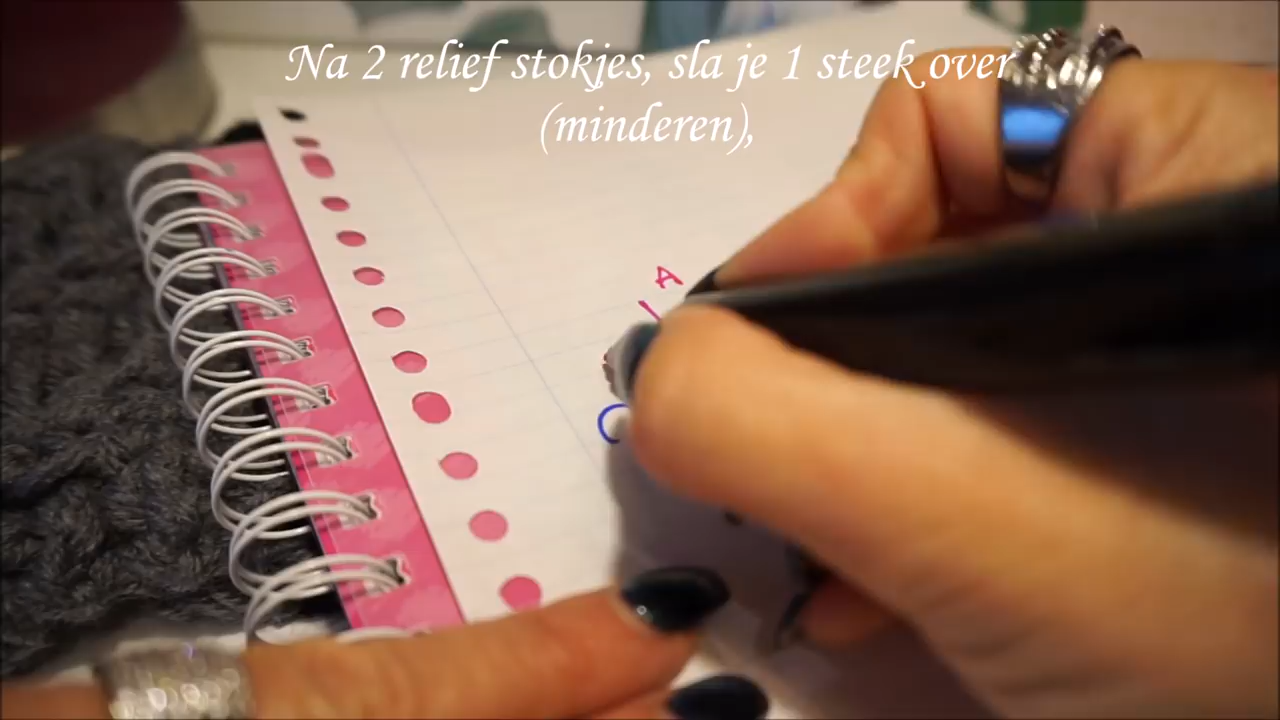 Na 2 relief stokjes, sla je 1 steek over
(minderen),
A